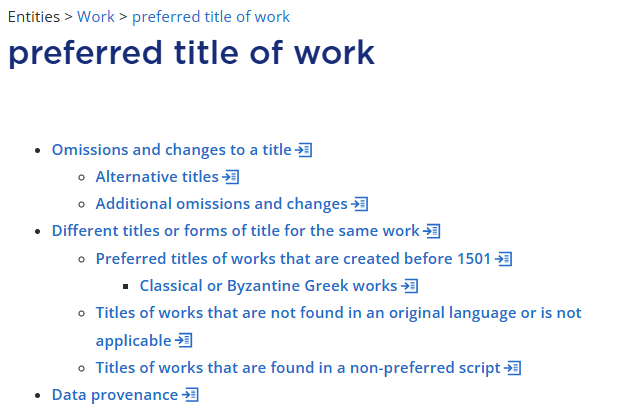 Entities > Work > preferred title of work
preferred title of work
Omissions and changes to a title
Alternative titles
Additional omissions and changes
Different titles or forms of title for the same work
Preferred titles of works that are created before 1501
Classical or Byzantine Greek works
Titles of works that are not found in an original language or is not
applicable
Titles of works that are found in a non-preferred script
Data provenance